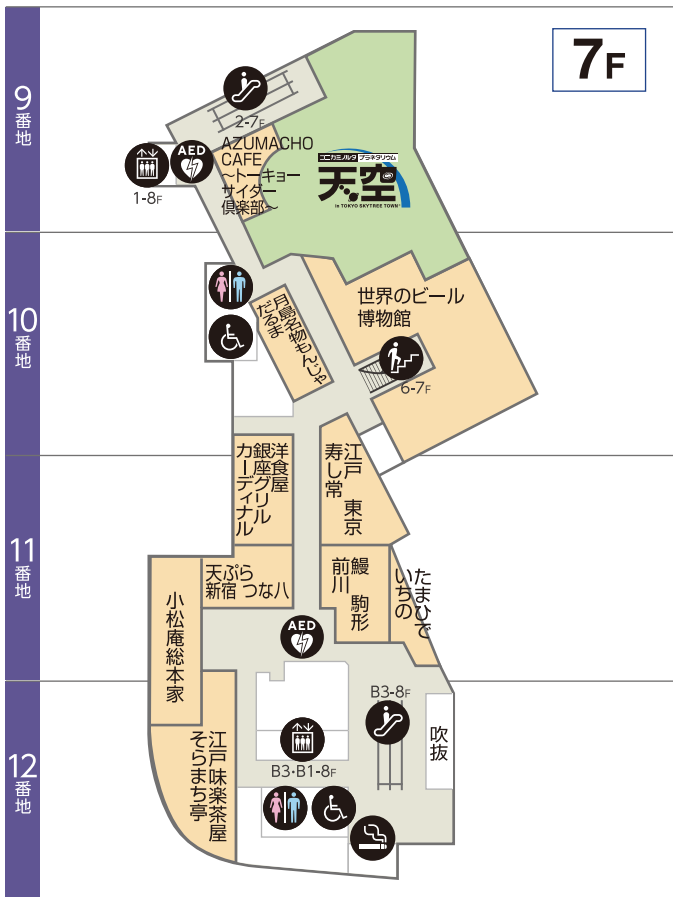 7F
9
番地
2-7F
AED
1-8F
AZUMACHO
CAFE
～トーキョー
サイダー
倶楽部～
コニカミノルタ プラネタリウム
天空
in TOKYO SKYTREE TOWN
10
番地
月島名物もんじゃ
だるま
世界のビール
博物館
6-7F
11
番地
洋食屋
銀座グリル
カーディナル
江戸 東京
寿し常
天ぷら
新宿 つな八
鰻 駒形
前川
たまひで
いちの
小松庵総本家
AED
12
番地
B3-8F
吹抜
B3・B1-8F
江戸味楽茶屋
そらまち亭